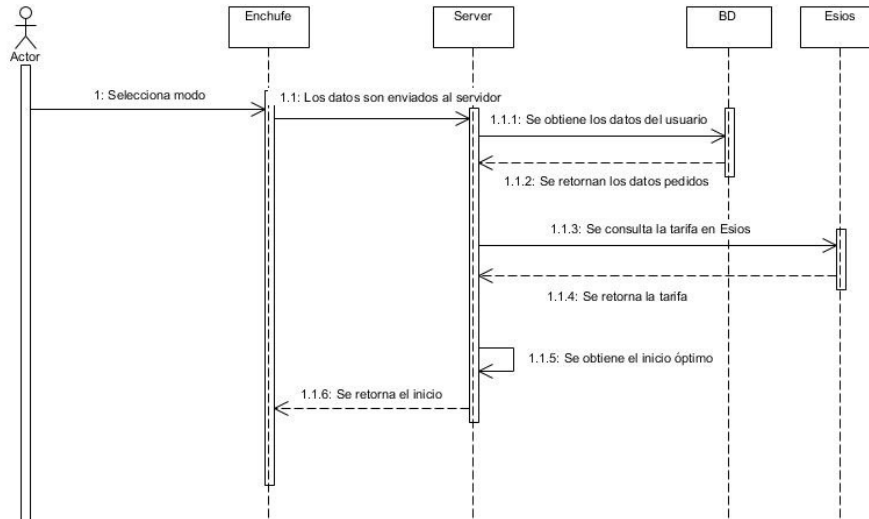 Enchufe
Server
BD
Esios
Actor
1: Selecciona modo
1.1: Los datos son enviados al servidor
1.1.1: Se obtiene los datos del usuario
1.1.2: Se retornan los datos pedidos
1.1.3: Se consulta la tarifa en Esios
1.1.4: Se retorna la tarifa
1.1.5: Se obtiene el inicio óptimo
1.1.6: Se retorna el inicio